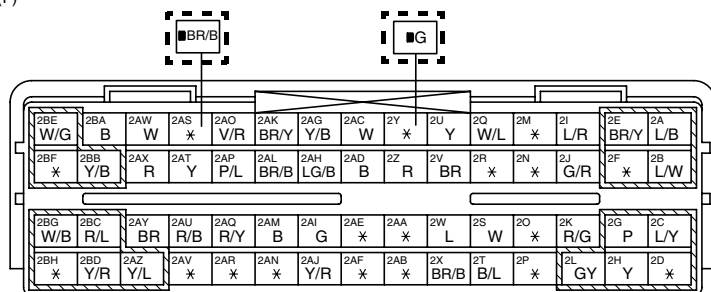 ■BR/B ■G
2BE 2BA 2AW 2AS 2AO 2AK 2AG 2AC 2Y 2U 2Q 2M 2I 2E 2A
W/G B W * V/R BR/Y Y/B W * Y W/L * L/R BR/Y L/B
2BF 2BB 2AX 2AT 2AP 2AL 2AH 2AD 2Z 2V 2R 2N 2J 2F 2B
* Y/B R Y P/L BR/B LG/B B R BR * * G/R * L/W
2BG 2BC 2AY 2AU 2AQ 2AM 2AI 2AE 2AA 2W 2S 2O 2K 2G 2C
W/B R/L BR R/B R/Y B G * * L W * R/G P L/Y
2BH 2BD 2AZ 2AV 2AR 2AN 2AJ 2AF 2AB 2X 2T 2P 2L 2H 2D
* Y/R Y/L * * * Y/R * * BR/B B/L * GY Y *